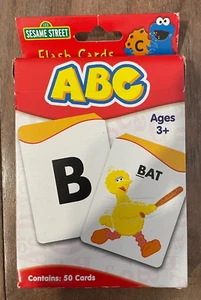 SESAME STREET
Flash Cards
C
ABC
Ages
3+
B
BAT
Contains: 50 Cards